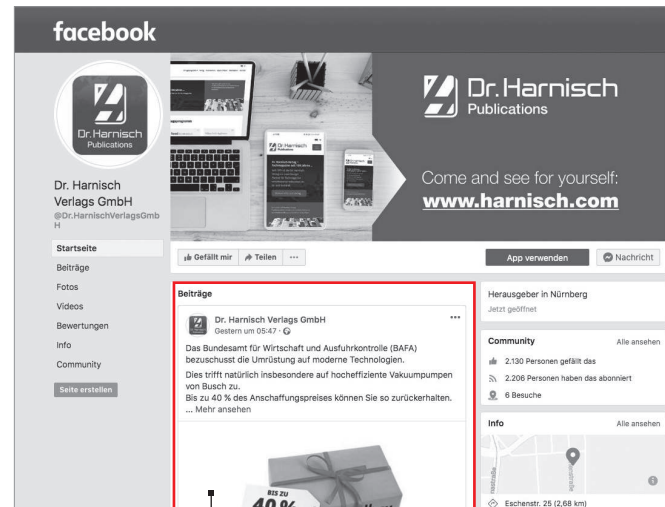 facebook
Dr.Harnisch
Publications
Dr. Harnisch
Verlags GmbH
@Dr.HarnischVerlagsGmb
H
Startseite
Beiträge
Fotos
Videos
Bewertungen
Info
Community
Seite erstellen
Dr.Harnisch
Publications
Come and see for yourself:
www.harnisch.com
Gefällt mir
Teilen
...
App verwenden
Nachricht
Beiträge
Dr. Harnisch Verlags GmbH
Gestern um 05:47 ·
Das Bundesamt für Wirtschaft und Ausfuhrkontrolle (BAFA)
bezuschusst die Umrüstung auf moderne Technologien.
Dies trifft natürlich insbesondere auf hocheffiziente Vakuumpumpen
von Busch zu.
Bis zu 40 % des Anschaffungspreises können Sie so zurückerhalten.
... Mehr ansehen
BIS ZU
40 %
Herausgeber in Nürnberg
Jetzt geöffnet
Community
Alle ansehen
2.130 Personen gefällt das
2.206 Personen haben das abonniert
6 Besuche
Info
Alle ansehen
Eschenstr. 25 (2,68 km)